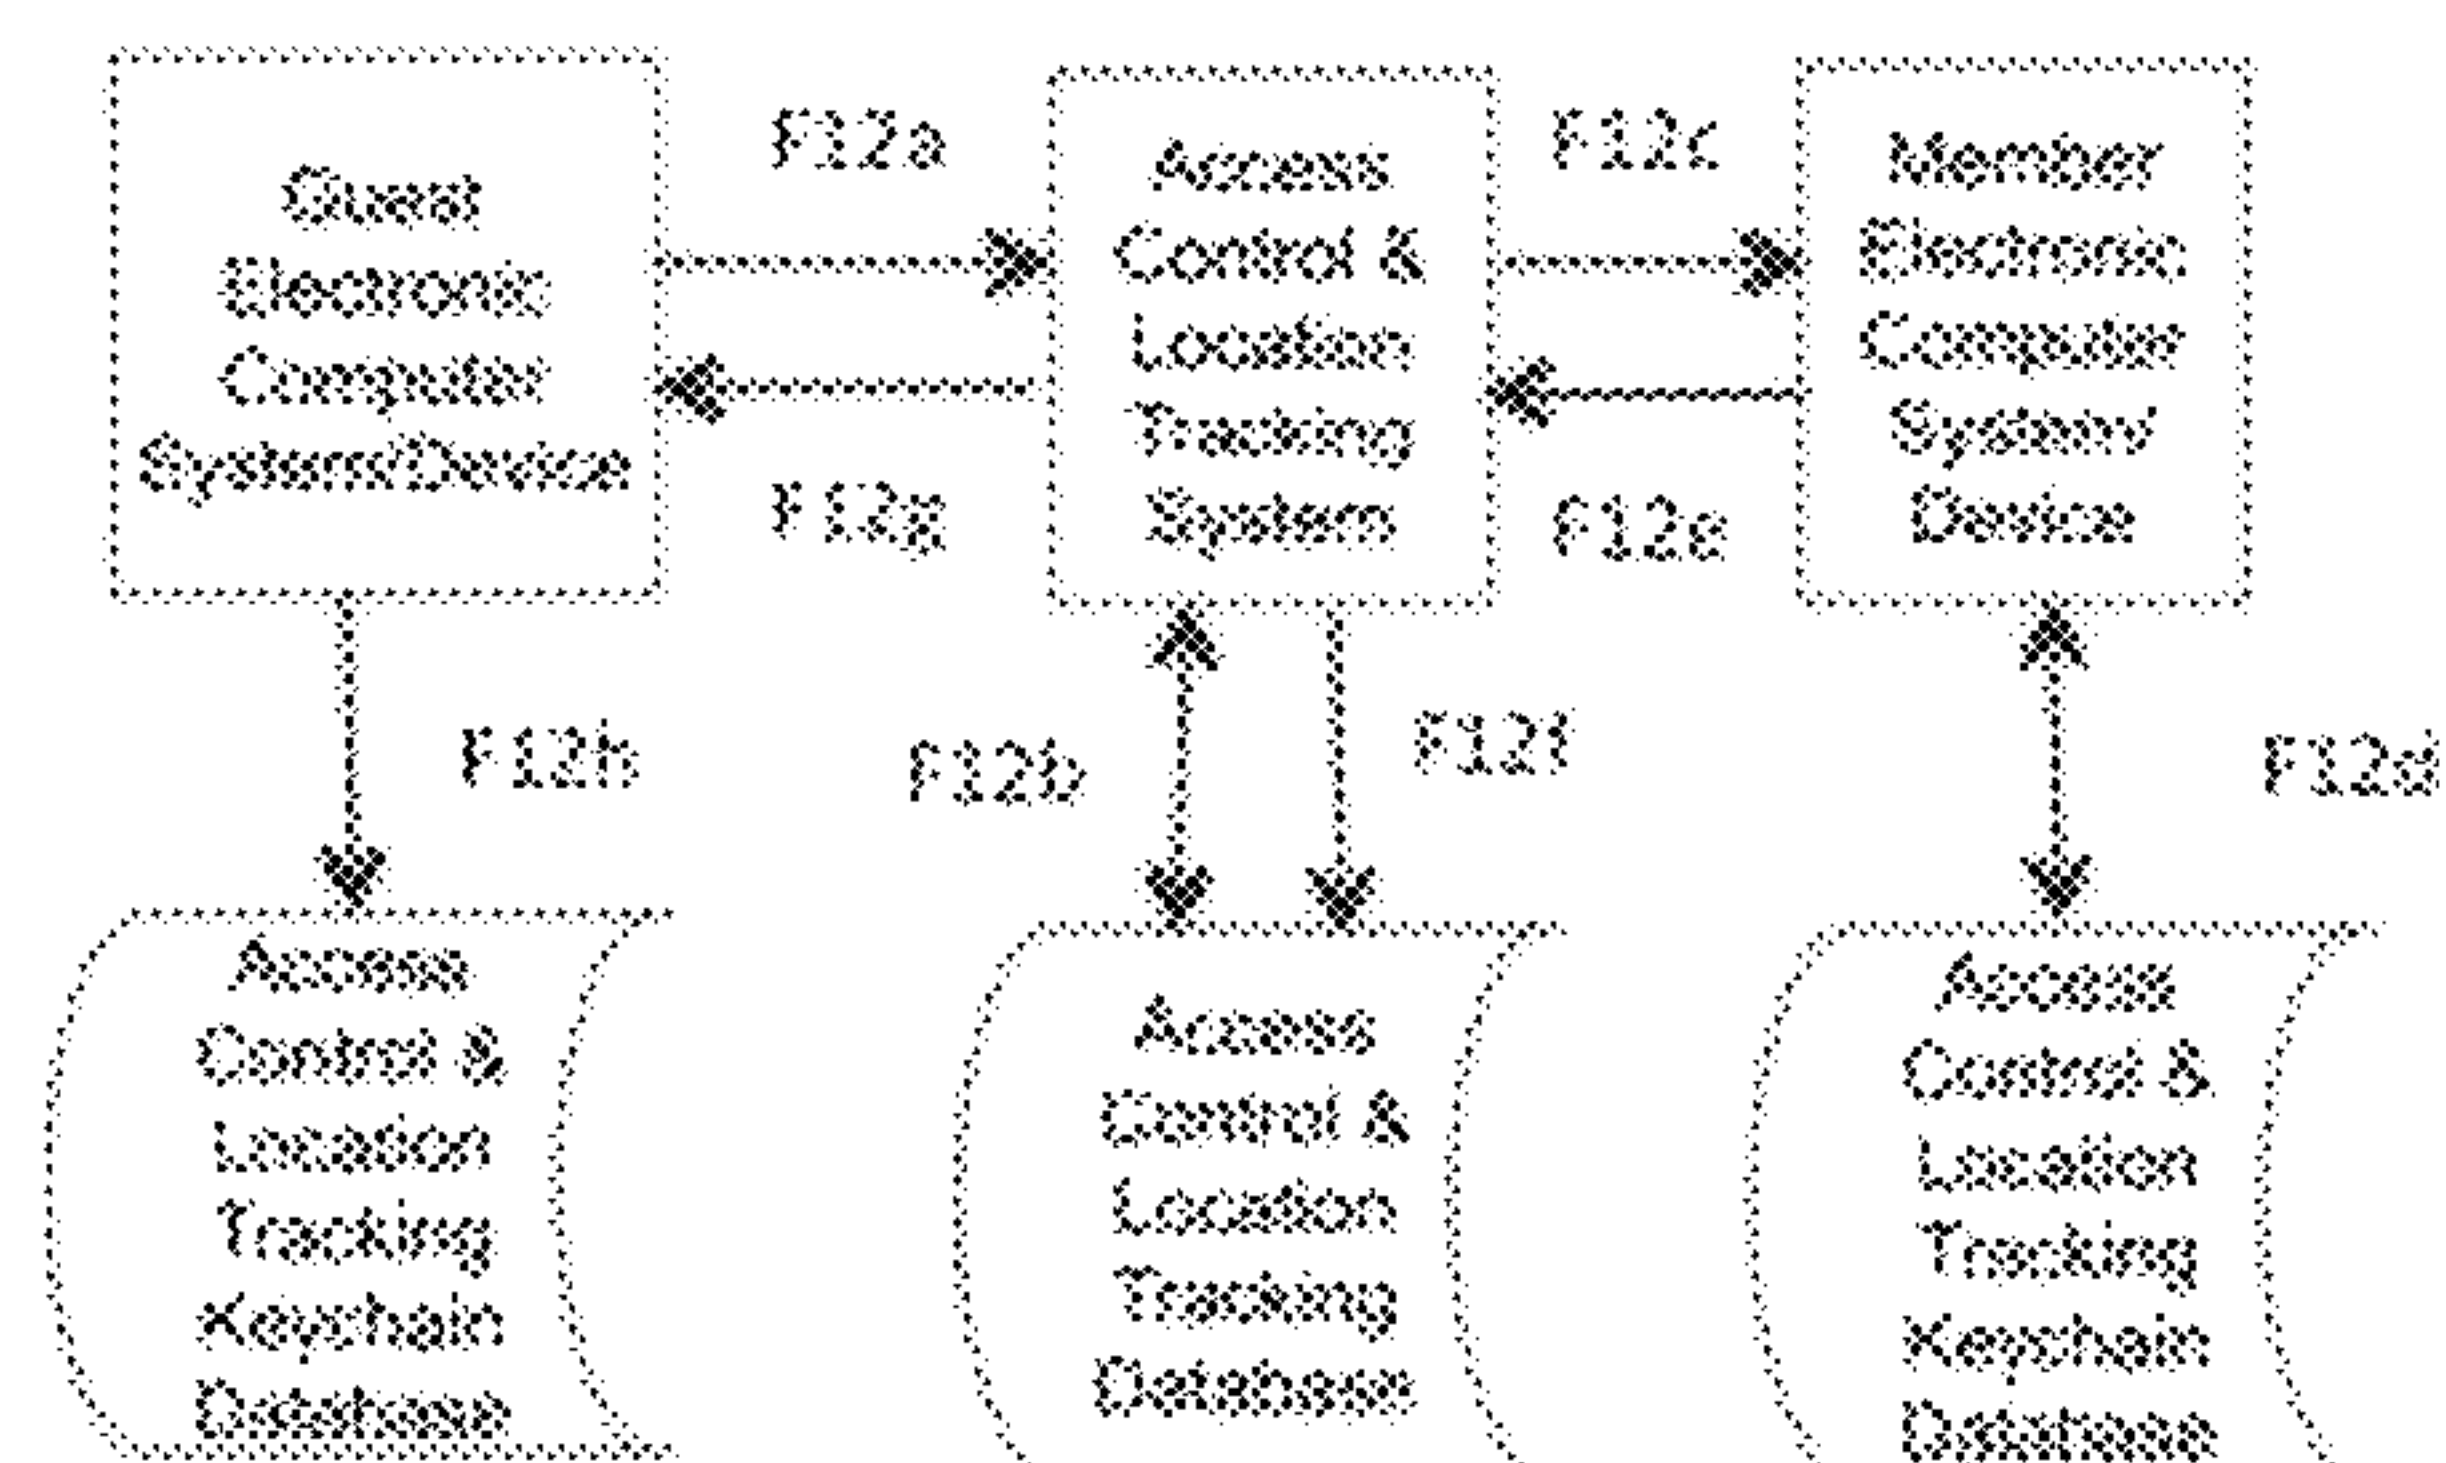 Guest
Electronic
Computer
System/Device
F12a
F12g
Access
Control &
Location
Tracking
System
F12c
F12e
Member
Electronic
Computer
System/
Device
F12h
F12b
F12f
F12d
Access
Control &
Location
Tracking
Keychain
Database
Access
Control &
Location
Tracking
Database
Access
Control &
Location
Tracking
Keychain
Database